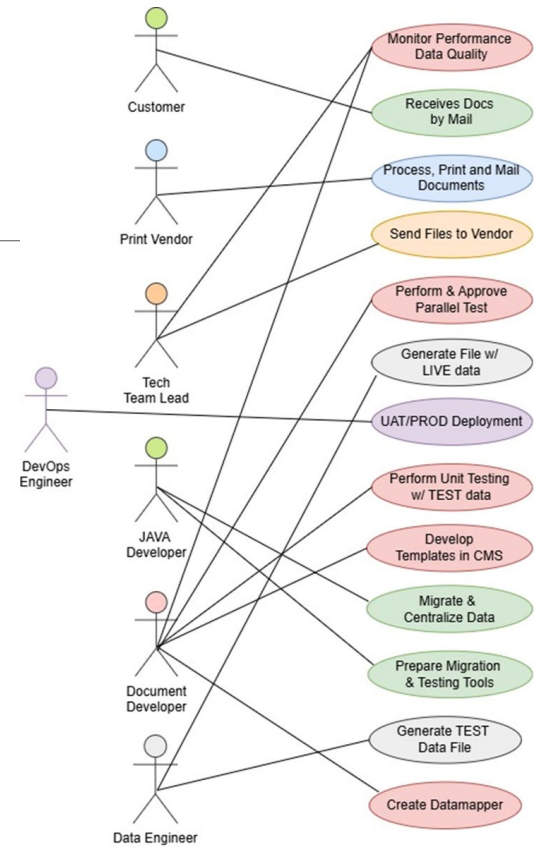 Customer
Print Vendor
Tech
Team Lead
DevOps
Engineer
JAVA
Developer
Document
Developer
Data Engineer
Monitor Performance
Data Quality
Receives Docs
by Mail
Process, Print and Mail
Documents
Send Files to Vendor
Perform & Approve
Parallel Test
Generate File w/
LIVE data
UAT/PROD Deployment
Perform Unit Testing
w/ TEST data
Develop
Templates in CMS
Migrate &
Centralize Data
Prepare Migration
& Testing Tools
Generate TEST
Data File
Create Datamapper